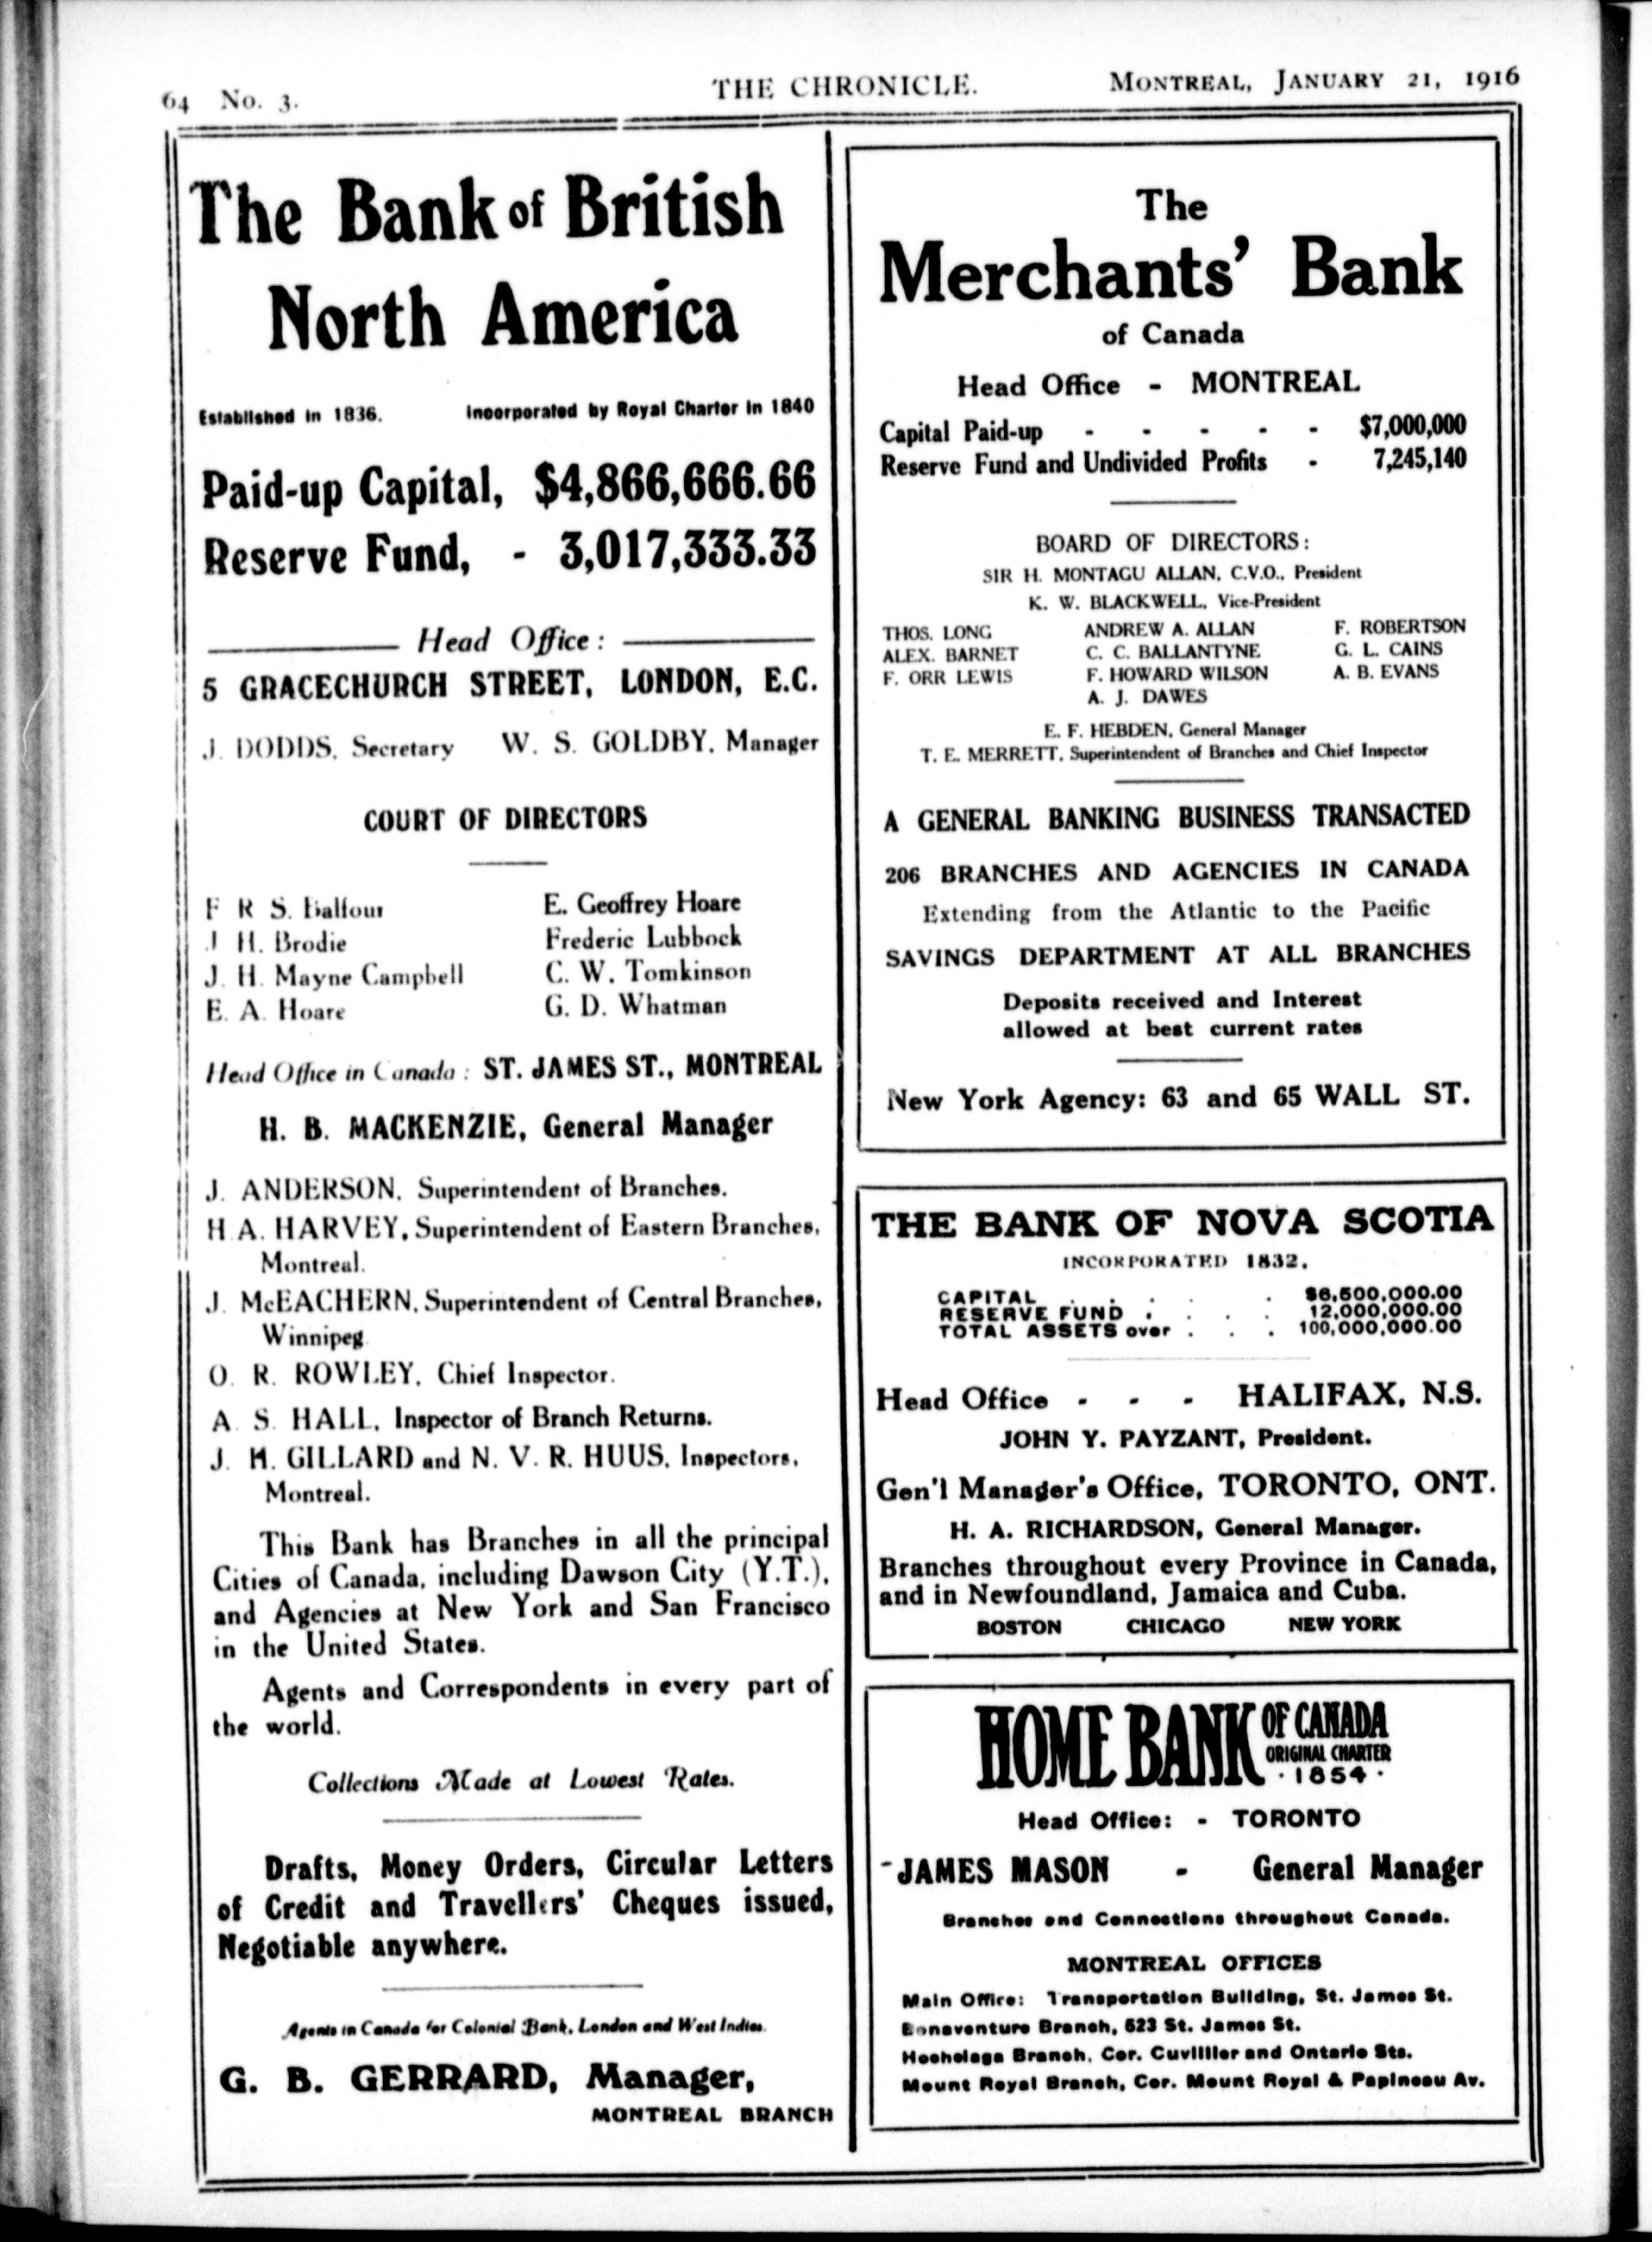 64 No. 3.
THE CHRONICLE.
MONTREAL, JANUARY 21, 1916
The Bank of British
North America
Established in 1836.
Incorporated by Royal Charter in 1840
Paid-up Capital, $4,866,666.66
Reserve Fund, - 3,017,333.33
Head Office:
5 GRACECHURCH STREET, LONDON, E.C.
J. DODDS, Secretary W. S. GOLDBY, Manager
COURT OF DIRECTORS
F R S. Balfour E. Geoffrey Hoare
J H. Brodie Frederic Lubbock
J. H. Mayne Campbell C. W. Tomkinson
E. A. Hoare G. D. Whatman
Head Office in Canada: ST. JAMES ST., MONTREAL
H. B. MACKENZIE, General Manager
J. ANDERSON, Superintendent of Branches.
H A. HARVEY, Superintendent of Eastern Branches,
Montreal.
J. McEACHERN, Superintendent of Central Branches,
Winnipeg
O. R. ROWLEY, Chief Inspector.
A. S. HALL, Inspector of Branch Returns.
J. H. GILLARD and N. V. R. HUUS, Inspectors,
Montreal.
This Bank has Branches in all the principal
Cities of Canada, including Dawson City (Y.T.),
and Agencies at New York and San Francisco
in the United States.
Agents and Correspondents in every part of
the world.
Collections Made at Lowest Rates.
Drafts, Money Orders, Circular Letters
of Credit and Travellers' Cheques issued,
Negotiable anywhere.
Agents in Canada for Colonial Bank, London and West Indies.
G. B. GERRARD, Manager,
MONTREAL BRANCH
The
Merchants' Bank
of Canada
Head Office - MONTREAL
Capital Paid-up - - - - - $7,000,000
Reserve Fund and Undivided Profits - 7,245,140
BOARD OF DIRECTORS:
SIR H. MONTAGU ALLAN, C.V.O., President
K. W. BLACKWELL, Vice-President
THOS. LONG ANDREW A. ALLAN F. ROBERTSON
ALEX. BARNET C. C. BALLANTYNE G. L. CAINS
F. ORR LEWIS F. HOWARD WILSON A. B. EVANS
A. J. DAWES
E. F. HEBDEN, General Manager
T. E. MERRETT, Superintendent of Branches and Chief Inspector
A GENERAL BANKING BUSINESS TRANSACTED
206 BRANCHES AND AGENCIES IN CANADA
Extending from the Atlantic to the Pacific
SAVINGS DEPARTMENT AT ALL BRANCHES
Deposits received and Interest
allowed at best current rates
New York Agency: 63 and 65 WALL ST.
THE BANK OF NOVA SCOTIA
INCORPORATED 1832.
CAPITAL . . . . . $6,500,000.00
RESERVE FUND . . . . 12,000,000.00
TOTAL ASSETS over . . . 100,000,000.00
Head Office - - - HALIFAX, N.S.
JOHN Y. PAYZANT, President.
Gen'l Manager's Office, TORONTO, ONT.
H. A. RICHARDSON, General Manager.
Branches throughout every Province in Canada,
and in Newfoundland, Jamaica and Cuba.
BOSTON CHICAGO NEW YORK
HOME BANK OF CANADA
ORIGINAL CHARTER
· 1854 ·
Head Office: - TORONTO
JAMES MASON - General Manager
Branches and Connections throughout Canada.
MONTREAL OFFICES
Main Office: Transportation Building, St. James St.
Bonaventure Branch, 523 St. James St.
Hochelaga Branch, Cor. Cuvillier and Ontario Sts.
Mount Royal Branch, Cor. Mount Royal & Papineau Av.